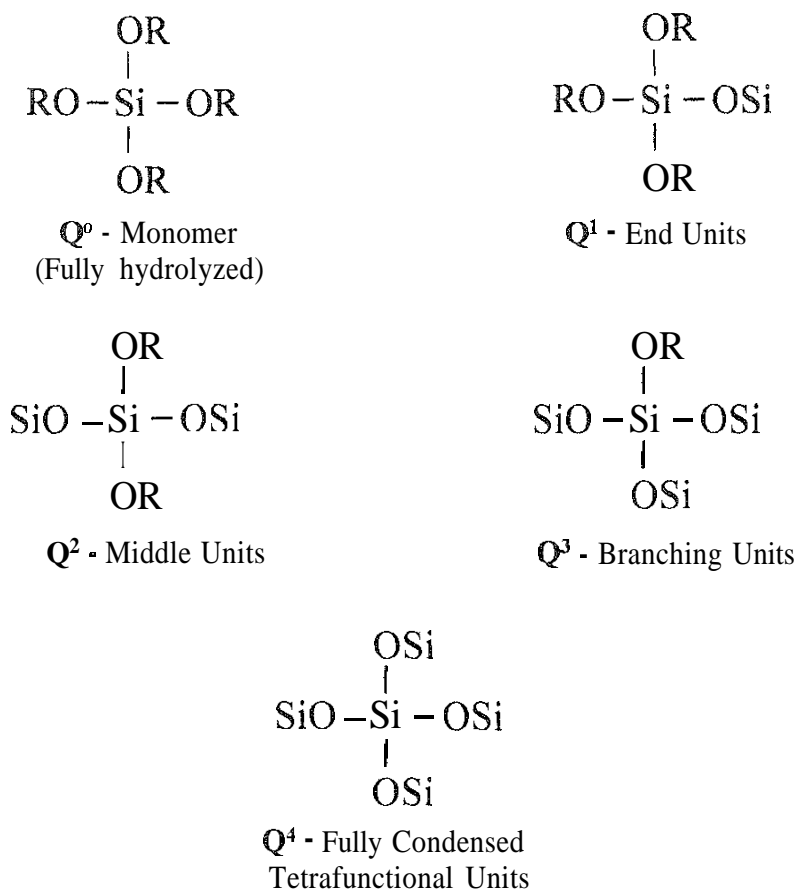 OR OR
RO – Si – OR RO – Si – OSi
OR OR
Q⁰ - Monomer Q¹ - End Units
(Fully hydrolyzed)
OR OR
SiO – Si – OSi SiO – Si – OSi
OR OSi
Q² - Middle Units Q³ - Branching Units
OSi
SiO – Si – OSi
OSi
Q⁴ - Fully Condensed
Tetrafunctional Units